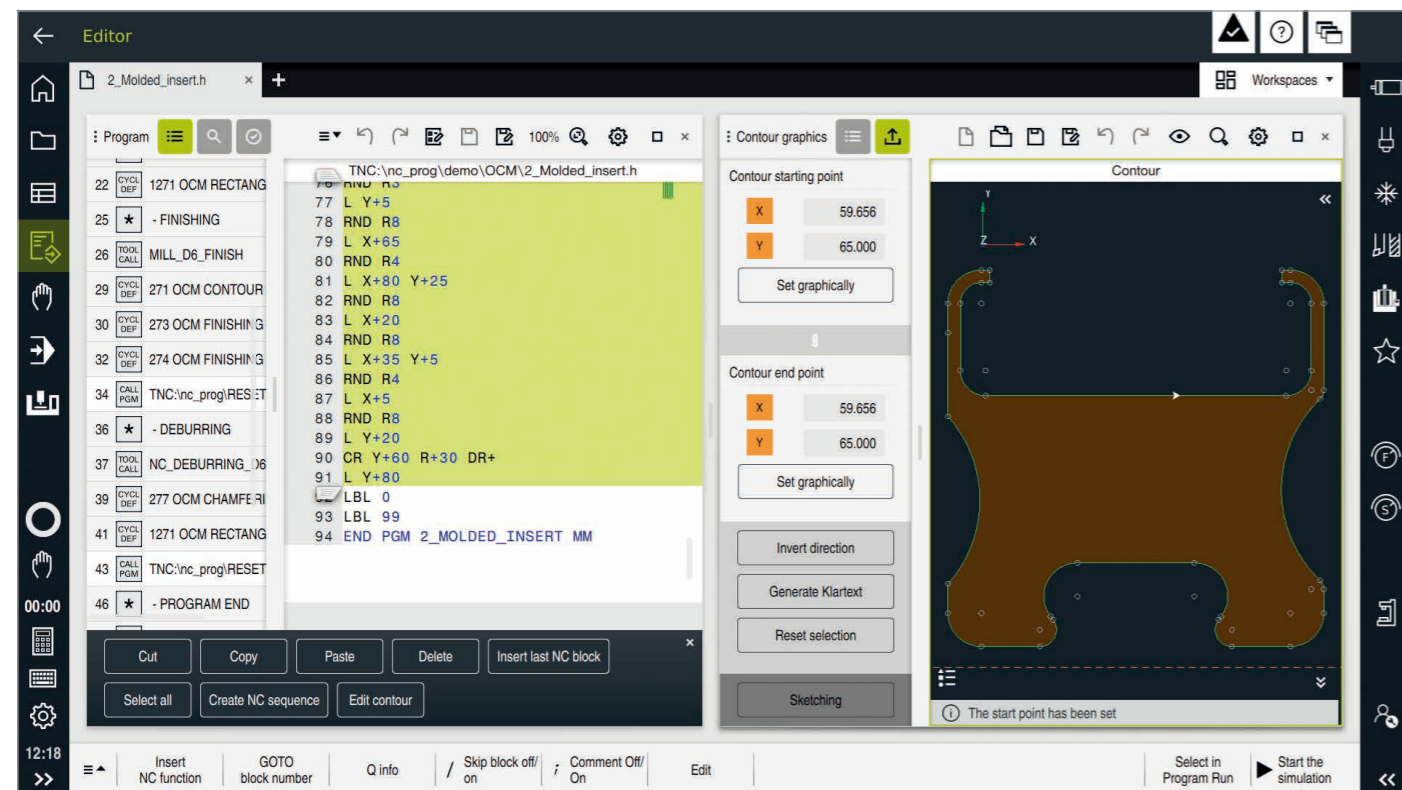 Editor
2_Molded_insert.h × +
Workspaces
Program
100%
×
22 CYCL DEF 1271 OCM RECTANG
25 * - FINISHING
26 TOOL CALL MILL_D6_FINISH
29 CYCL DEF 271 OCM CONTOUR
30 CYCL DEF 273 OCM FINISHING
32 CYCL DEF 274 OCM FINISHING
34 CALL PGM TNC:\nc_prog\RESET
36 * - DEBURRING
37 TOOL CALL NC_DEBURRING_D6
39 CYCL DEF 277 OCM CHAMFERI
41 CYCL DEF 1271 OCM RECTANG
43 CALL PGM TNC:\nc_prog\RESET
46 * - PROGRAM END
TNC:\nc_prog\demo\OCM\2_Molded_insert.h
76 RND R3
77 L Y+5
78 RND R8
79 L X+65
80 RND R4
81 L X+80 Y+25
82 RND R8
83 L X+20
84 RND R8
85 L X+35 Y+5
86 RND R4
87 L X+5
88 RND R8
89 L Y+20
90 CR Y+60 R+30 DR+
91 L Y+80
92 LBL 0
93 LBL 99
94 END PGM 2_MOLDED_INSERT MM
Cut Copy Paste Delete Insert last NC block ×
Select all Create NC sequence Edit contour
Contour graphics
×
Contour starting point
X 59.656
Y 65.000
Set graphically
Contour end point
X 59.656
Y 65.000
Set graphically
Invert direction
Generate Klartext
Reset selection
Sketching
Contour
Y
Z X
The start point has been set
00:00
12:18
F
S
Insert
NC function
GOTO
block number
Q info
/ Skip block off/
on
; Comment Off/
On
Edit
Select in
Program Run
Start the
simulation